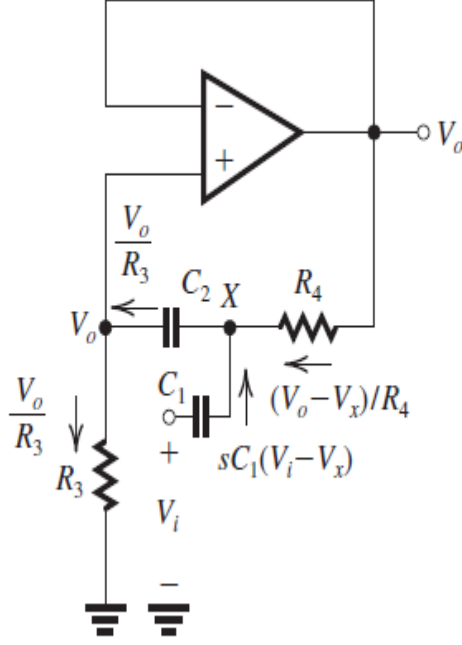 −
+
V_o
V_o
R_3
C_2
X
R_4
V_o
V_o
R_3
C_1
(V_o–V_x)/R_4
R_3
+
sC_1(V_i–V_x)
V_i
−